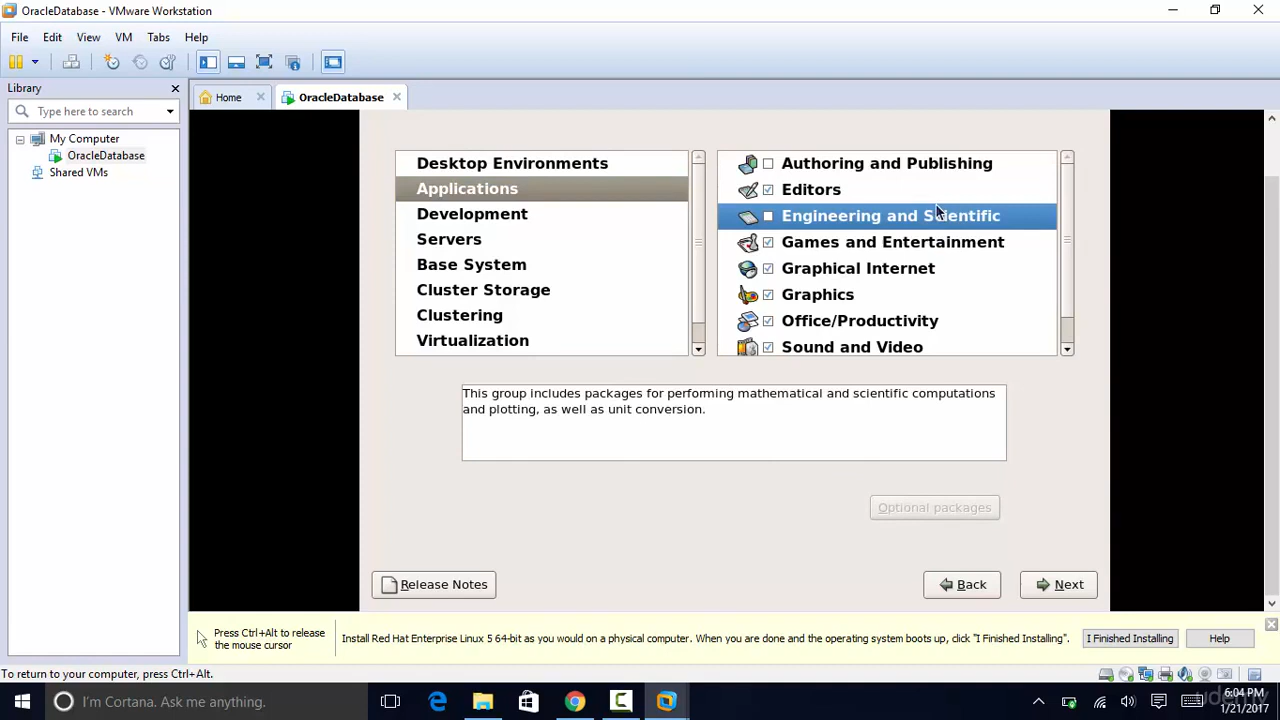 OracleDatabase - VMware Workstation
File Edit View VM Tabs Help
Library
Type here to search
My Computer
OracleDatabase
Shared VMs
Home
OracleDatabase
Desktop Environments
Applications
Development
Servers
Base System
Cluster Storage
Clustering
Virtualization
Authoring and Publishing
Editors
Engineering and Scientific
Games and Entertainment
Graphical Internet
Graphics
Office/Productivity
Sound and Video
This group includes packages for performing mathematical and scientific computations
and plotting, as well as unit conversion.
Optional packages
Release Notes
Back
Next
Press Ctrl+Alt to release
the mouse cursor
Install Red Hat Enterprise Linux 5 64-bit as you would on a physical computer. When you are done and the operating system boots up, click "I Finished Installing".
I Finished Installing
Help
To return to your computer, press Ctrl+Alt.
I'm Cortana. Ask me anything.
6:04 PM
1/21/2017
udemy